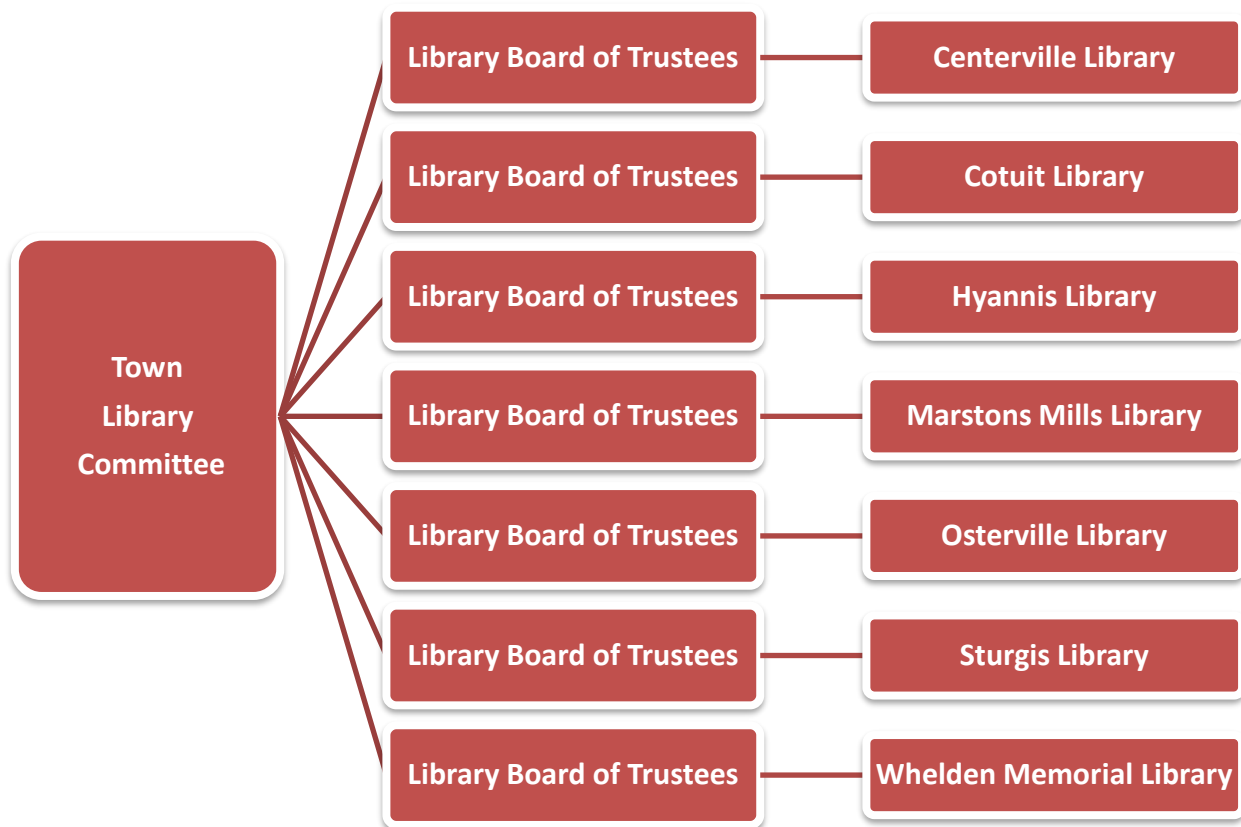 Library Board of Trustees
Centerville Library
Library Board of Trustees
Cotuit Library
Library Board of Trustees
Hyannis Library
Town
Library
Committee
Library Board of Trustees
Marstons Mills Library
Library Board of Trustees
Osterville Library
Library Board of Trustees
Sturgis Library
Library Board of Trustees
Whelden Memorial Library